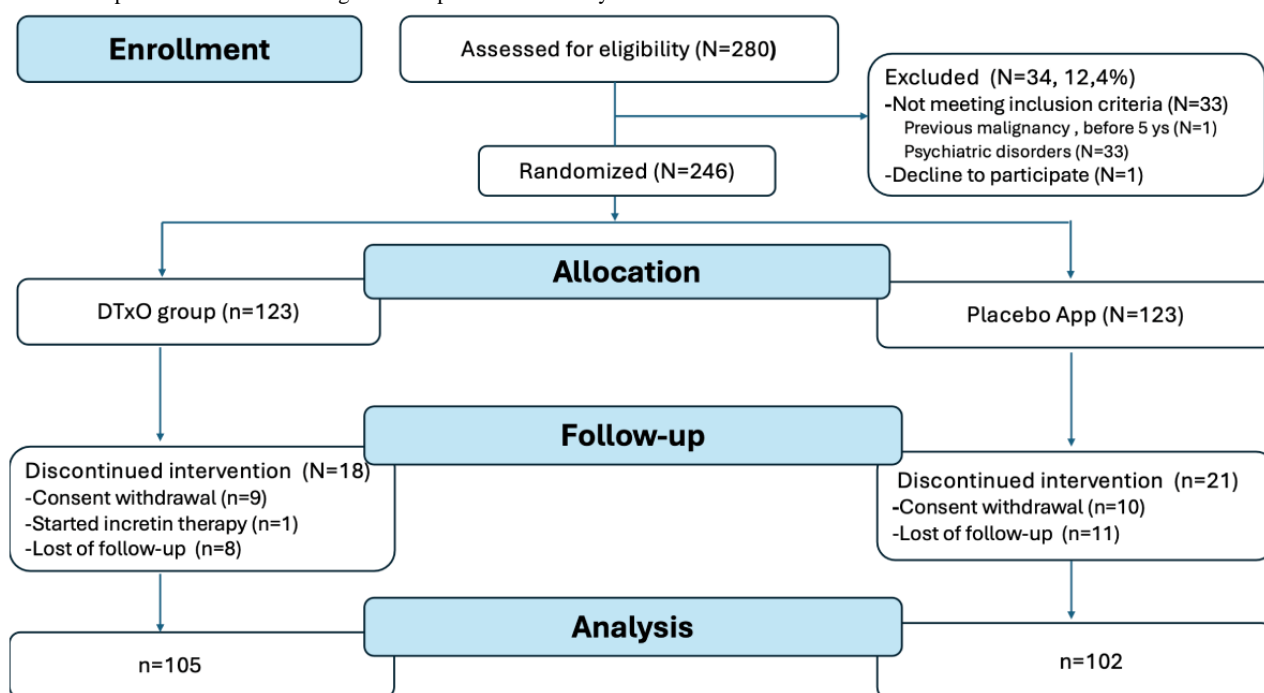 Enrollment
Assessed for eligibility (N=280)
Excluded (N=34, 12,4%)
-Not meeting inclusion criteria (N=33)
Previous malignancy , before 5 ys (N=1)
Psychiatric disorders (N=33)
-Decline to participate (N=1)
Randomized (N=246)
Allocation
DTxO group (n=123)
Placebo App (N=123)
Follow-up
Discontinued intervention (N=18)
-Consent withdrawal (n=9)
-Started incretin therapy (n=1)
-Lost of follow-up (n=8)
Discontinued intervention (n=21)
-Consent withdrawal (n=10)
-Lost of follow-up (n=11)
Analysis
n=105
n=102